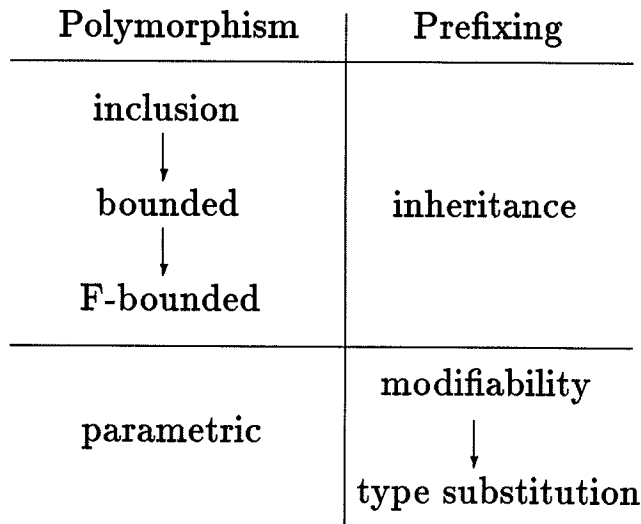 Polymorphism Prefixing
inclusion
bounded inheritance
F-bounded
modifiability
parametric
type substitution